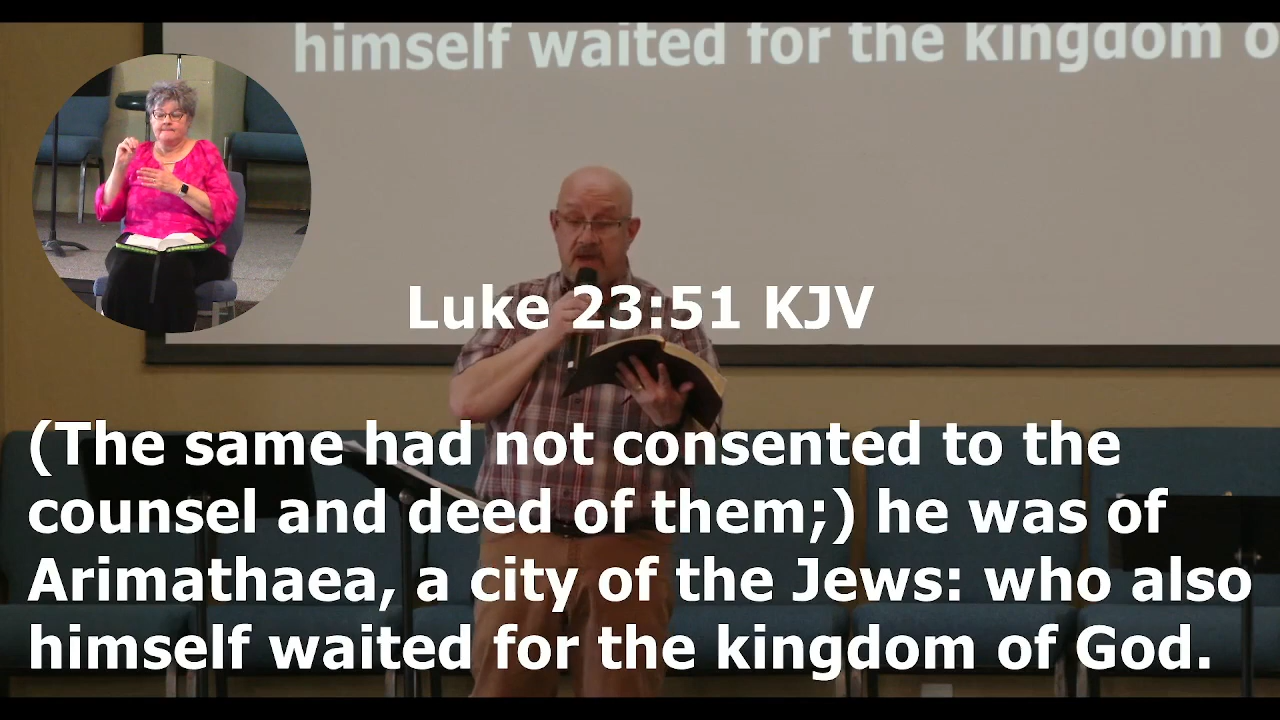 himself waited for the kingdom o
Luke 23:51 KJV
(The same had not consented to the
counsel and deed of them;) he was of
Arimathaea, a city of the Jews: who also
himself waited for the kingdom of God.